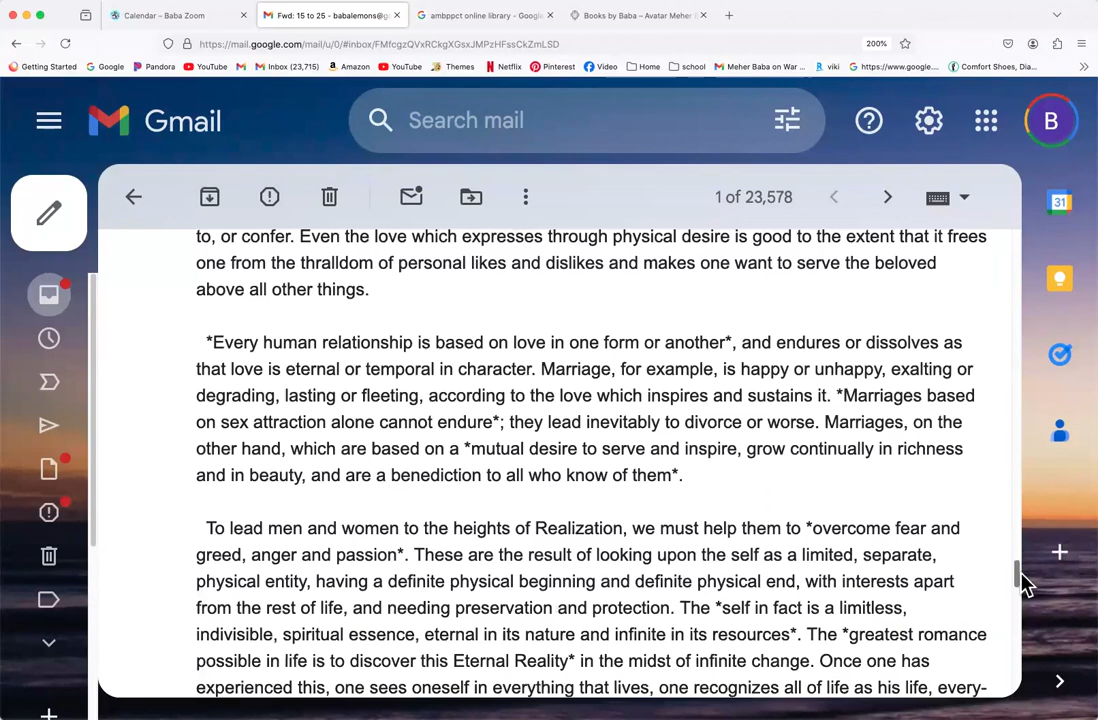 Calendar – Baba Zoom
Fwd: 15 to 25 - babalemons@g
ambppct online library - Google
Books by Baba – Avatar Meher
https://mail.google.com/mail/u/0/#inbox/FMfcgzQVxRCkgXGsxJMPzHFssCkZmLSD
200%
Getting Started
Google
Pandora
YouTube
Inbox (23,715)
Amazon
YouTube
Themes
Netflix
Pinterest
Video
Home
school
Meher Baba on War ...
viki
https://www.google....
Comfort Shoes, Dia...
Gmail
Search mail
B
1 of 23,578
31
to, or confer. Even the love which expresses through physical desire is good to the extent that it frees
one from the thralldom of personal likes and dislikes and makes one want to serve the beloved
above all other things.
*Every human relationship is based on love in one form or another*, and endures or dissolves as
that love is eternal or temporal in character. Marriage, for example, is happy or unhappy, exalting or
degrading, lasting or fleeting, according to the love which inspires and sustains it. *Marriages based
on sex attraction alone cannot endure*; they lead inevitably to divorce or worse. Marriages, on the
other hand, which are based on a *mutual desire to serve and inspire, grow continually in richness
and in beauty, and are a benediction to all who know of them*.
To lead men and women to the heights of Realization, we must help them to *overcome fear and
greed, anger and passion*. These are the result of looking upon the self as a limited, separate,
physical entity, having a definite physical beginning and definite physical end, with interests apart
from the rest of life, and needing preservation and protection. The *self in fact is a limitless,
indivisible, spiritual essence, eternal in its nature and infinite in its resources*. The *greatest romance
possible in life is to discover this Eternal Reality* in the midst of infinite change. Once one has
experienced this, one sees oneself in everything that lives, one recognizes all of life as his life, every-